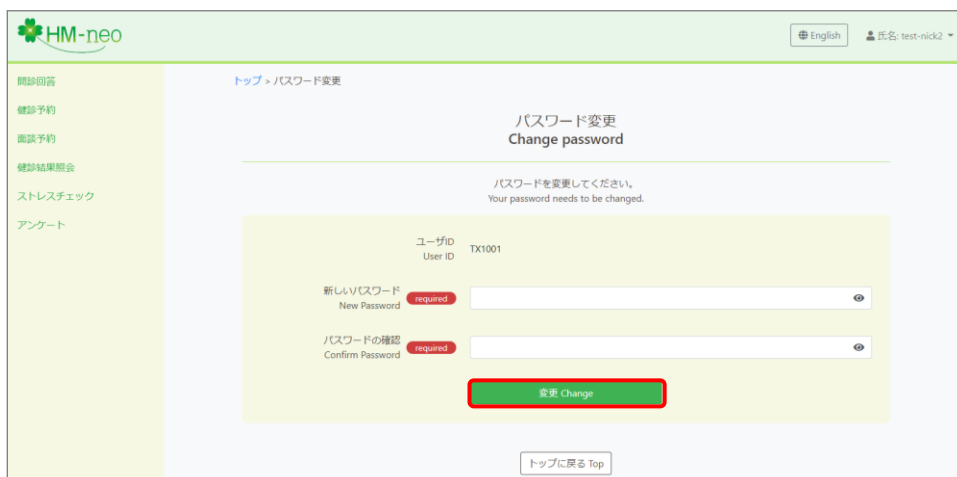 HM-neo
English
氏名: test-nick2
問診回答
健診予約
面談予約
健診結果照会
ストレスチェック
アンケート
トップ > パスワード変更
パスワード変更
Change password
パスワードを変更してください。
Your password needs to be changed.
ユーザID
User ID
TX1001
新しいパスワード
New Password
required
パスワードの確認
Confirm Password
required
変更 Change
トップに戻る Top